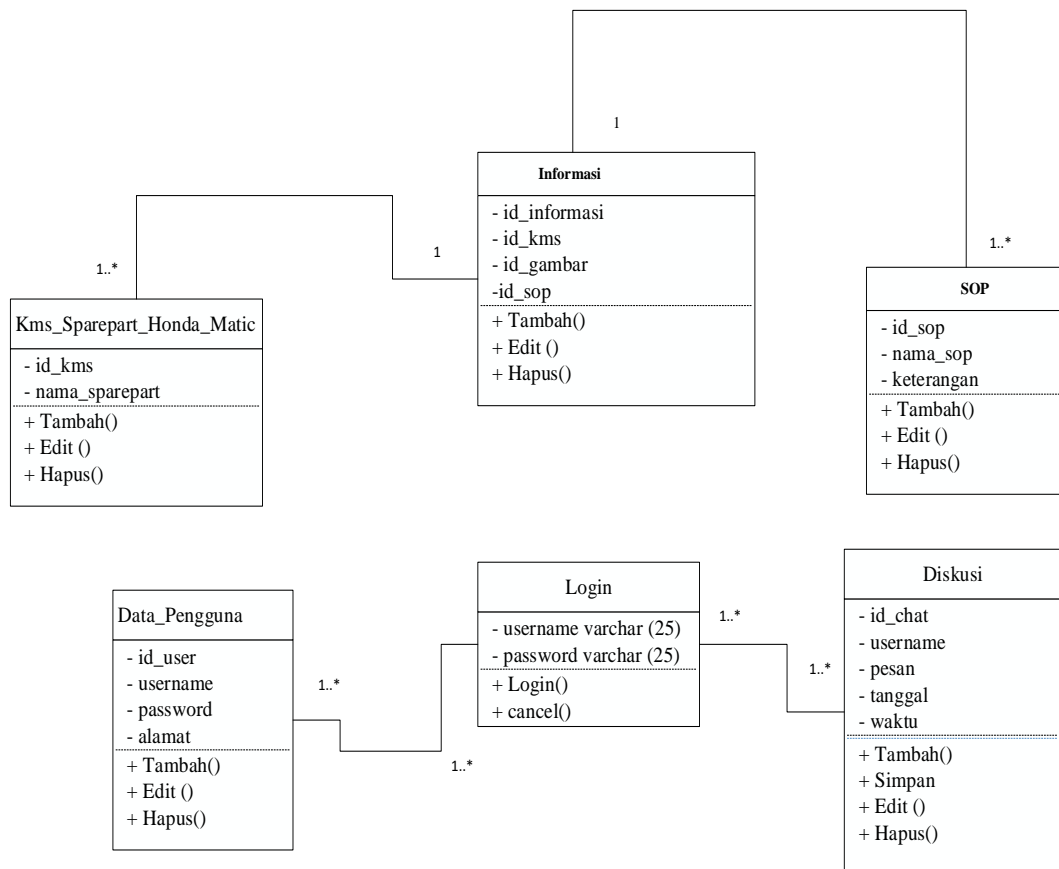 1
Informasi
- id_informasi
- id_kms
- id_gambar
-id_sop
+ Tambah()
+ Edit ()
+ Hapus()
1..*
1
1..*
Kms_Sparepart_Honda_Matic
- id_kms
- nama_sparepart
+ Tambah()
+ Edit ()
+ Hapus()
SOP
- id_sop
- nama_sop
- keterangan
+ Tambah()
+ Edit ()
+ Hapus()
Data_Pengguna
- id_user
- username
- password
- alamat
+ Tambah()
+ Edit ()
+ Hapus()
1..*
1..*
Login
- username varchar (25)
- password varchar (25)
+ Login()
+ cancel()
1..*
1..*
Diskusi
- id_chat
- username
- pesan
- tanggal
- waktu
+ Tambah()
+ Simpan
+ Edit ()
+ Hapus()